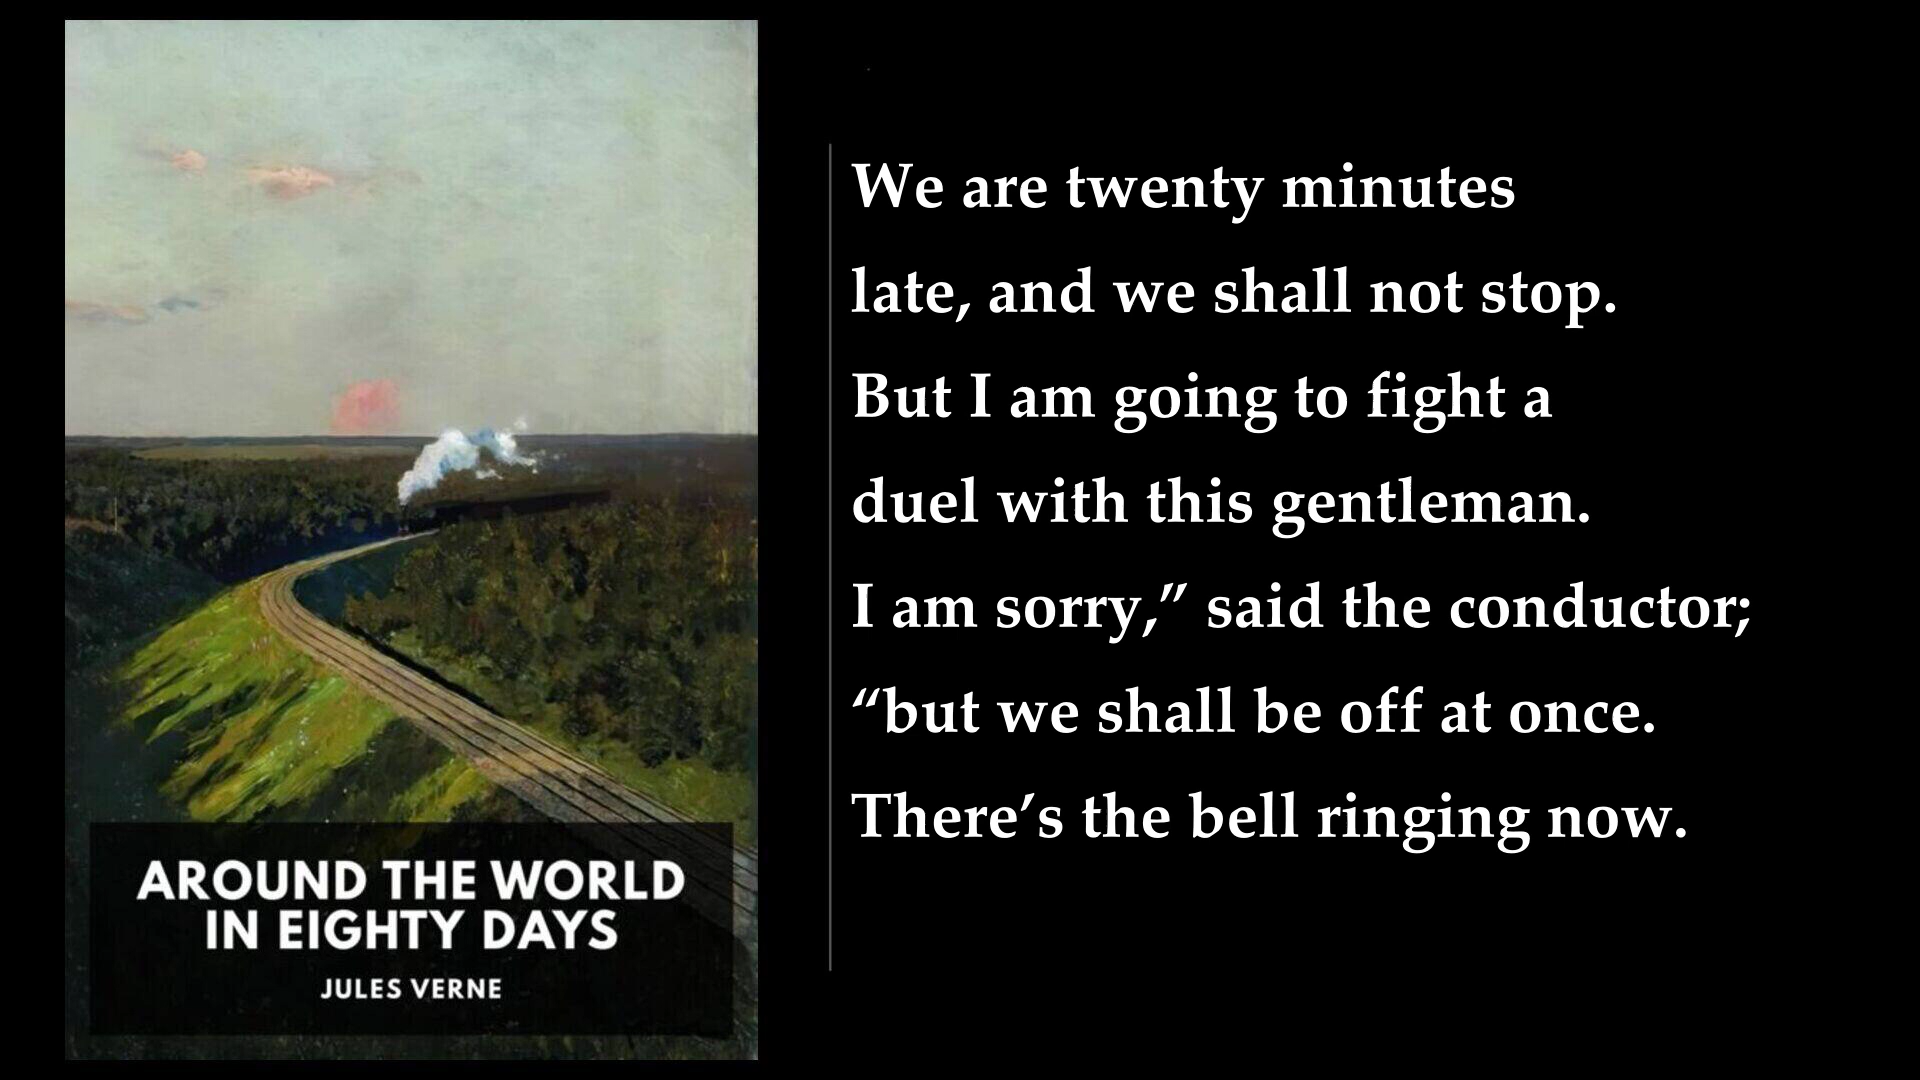 We are twenty minutes
late, and we shall not stop.
But I am going to fight a
duel with this gentleman.
I am sorry,” said the conductor;
“but we shall be off at once.
There’s the bell ringing now.
AROUND THE WORLD
IN EIGHTY DAYS
JULES VERNE